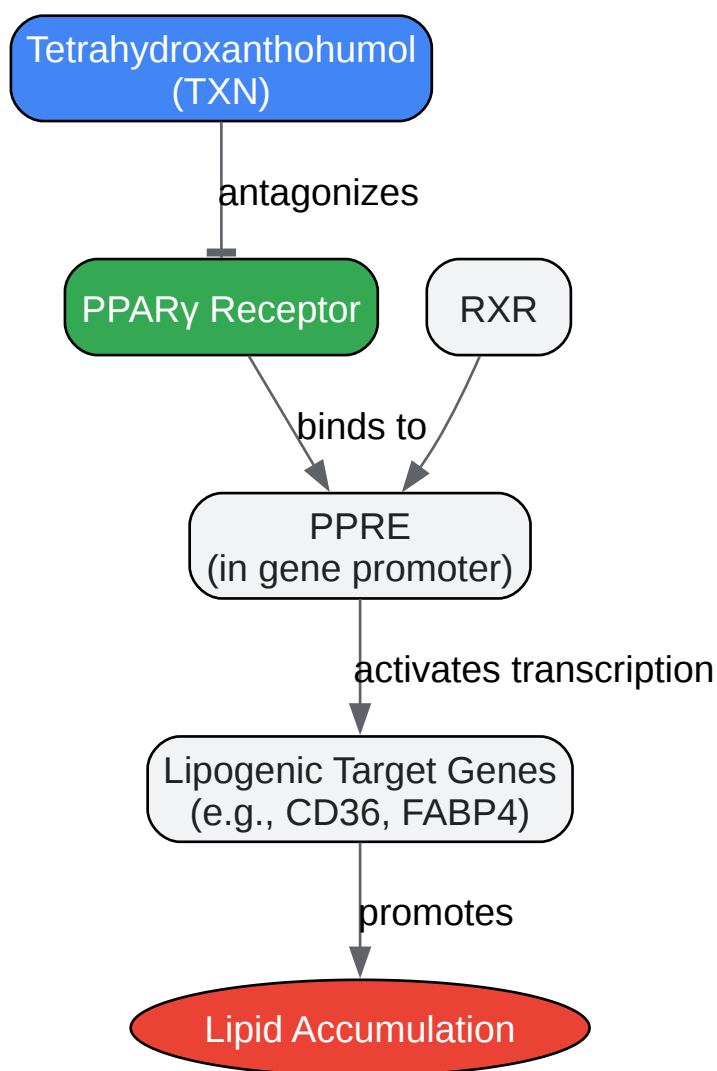 Tetrahydroxanthohumol
(TXN)
antagonizes
PPARγ Receptor
RXR
binds to
PPRE
(in gene promoter)
activates transcription
Lipogenic Target Genes
(e.g., CD36, FABP4)
promotes
Lipid Accumulation